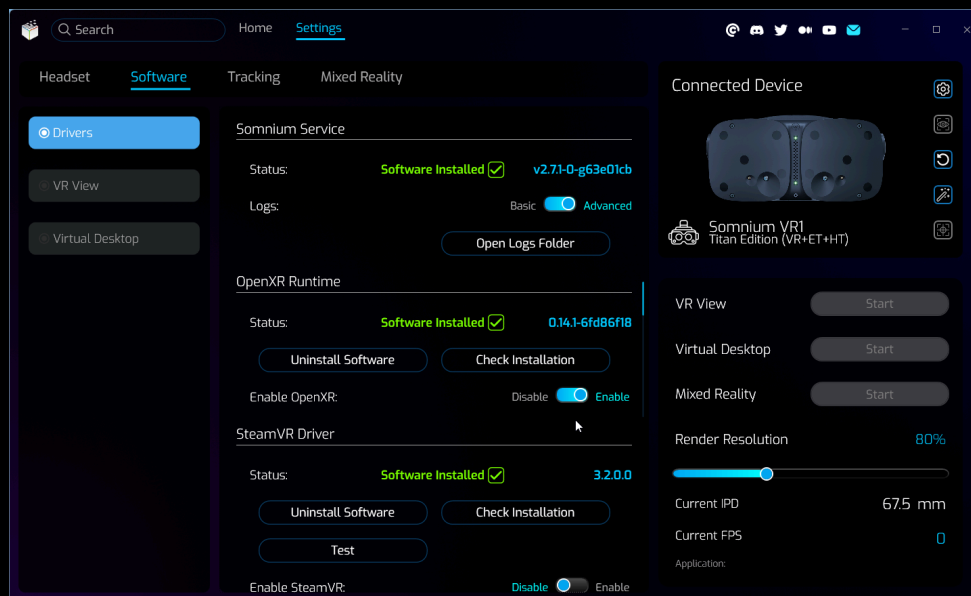 Search
Home
Settings
Headset
Software
Tracking
Mixed Reality
Drivers
VR View
Virtual Desktop
Somnium Service
Status:
Software Installed
v2.7.1-0-g63e01cb
Logs:
Basic
Advanced
Open Logs Folder
OpenXR Runtime
Status:
Software Installed
0.14.1-6fd86f18
Uninstall Software
Check Installation
Enable OpenXR:
Disable
Enable
SteamVR Driver
Status:
Software Installed
3.2.0.0
Uninstall Software
Check Installation
Test
Enable SteamVR:
Disable
Enable
Connected Device
Somnium VR1
Titan Edition (VR+ET+HT)
VR View
Start
Virtual Desktop
Start
Mixed Reality
Start
Render Resolution
80%
Current IPD
67.5 mm
Current FPS
0
Application: